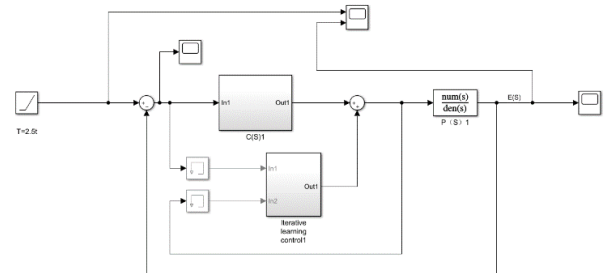 T=2.5t
In1
Out1
C(S)1
num(s)
den(s)
P（S）1
E(S)
In1
In2
Out1
Iterative
learning
control1